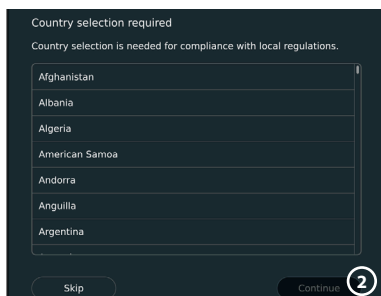 Country selection required
Country selection is needed for compliance with local regulations.
Afghanistan
Albania
Algeria
American Samoa
Andorra
Anguilla
Argentina
Skip
Continue
2